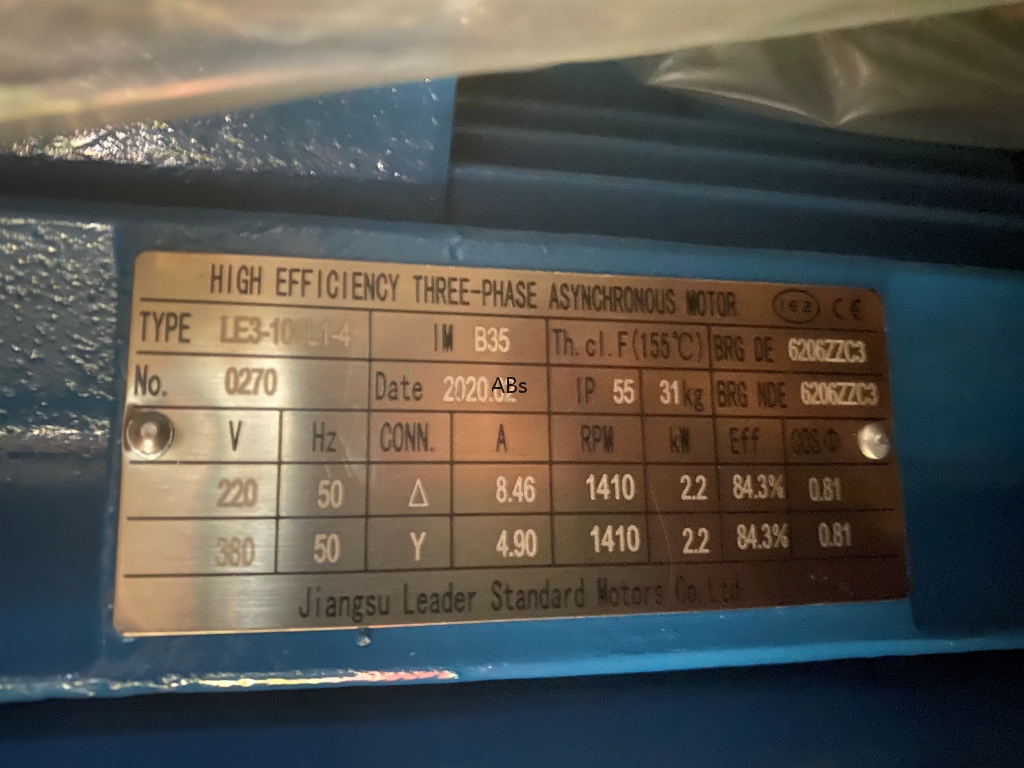 HIGH EFFICIENCY THREE-PHASE ASYNCHRONOUS MOTOR CE
TYPE LE3-100L1-4 IM B35 Th.cl.F(155℃) BRG DE 6206ZZC3
No. 0270 Date ABs IP 55 31kg BRG NDE 6206ZZC3
V Hz CONN. A RPM kW Eff COSΦ
220 50 Δ 8.46 1410 2.2 84.3% 0.81
380 50 Y 4.90 1410 2.2 84.3% 0.81
Jiangsu Leader Standard Motors Co.Ltd